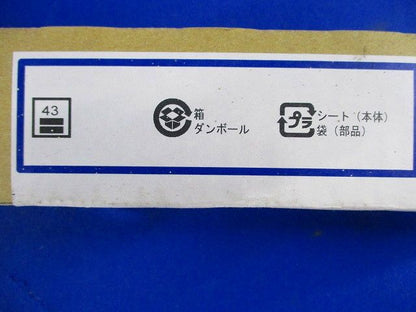 43
箱
ダンボール
プラ
シート（本体）
袋（部品）